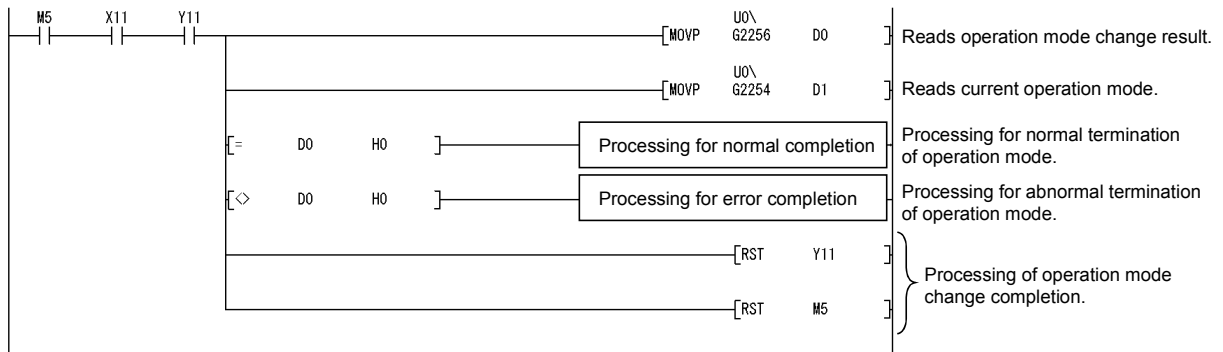 M5 X11 Y11
[MOVP U0\ G2256 D0 ] Reads operation mode change result.
[MOVP U0\ G2254 D1 ] Reads current operation mode.
[= D0 H0 ] Processing for normal completion Processing for normal termination
of operation mode.
[<> D0 H0 ] Processing for error completion Processing for abnormal termination
of operation mode.
[RST Y11 ]
Processing of operation mode
change completion.
[RST M5 ]